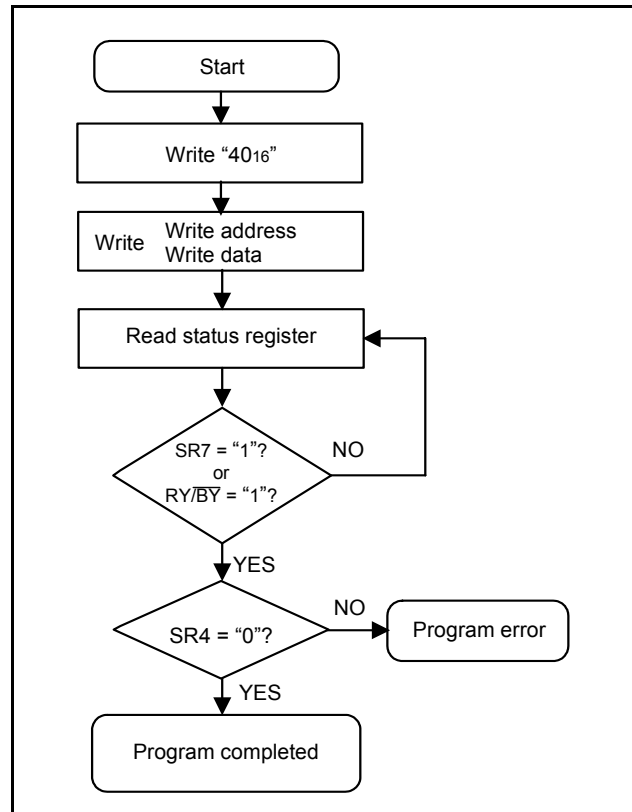 Start
Write “40₁₆”
Write Write address
Write data
Read status register
SR7 = “1”?
or
RY/B̅Y̅ = “1”?
NO
YES
SR4 = “0”?
NO
Program error
YES
Program completed